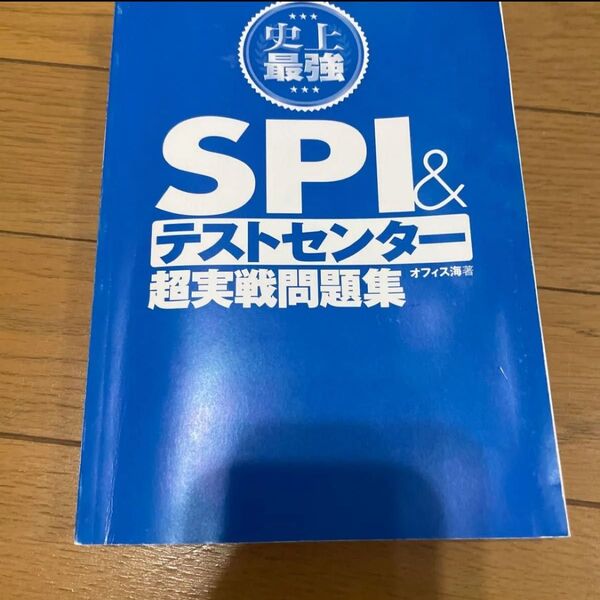 史上
最強
SPI&
テストセンター
超実戦問題集
オフィス海著